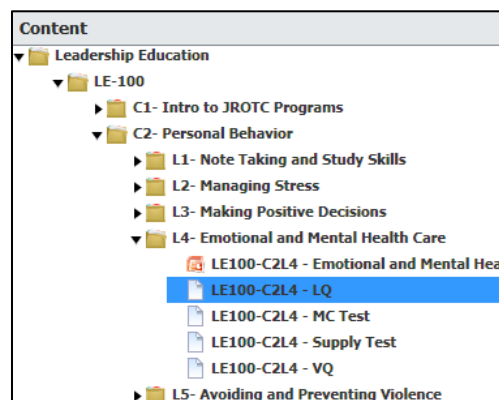 Content
Leadership Education
LE-100
C1- Intro to JROTC Programs
C2- Personal Behavior
L1- Note Taking and Study Skills
L2- Managing Stress
L3- Making Positive Decisions
L4- Emotional and Mental Health Care
LE100-C2L4 - Emotional and Mental Hea
LE100-C2L4 - LQ
LE100-C2L4 - MC Test
LE100-C2L4 - Supply Test
LE100-C2L4 - VQ
L5- Avoiding and Preventing Violence